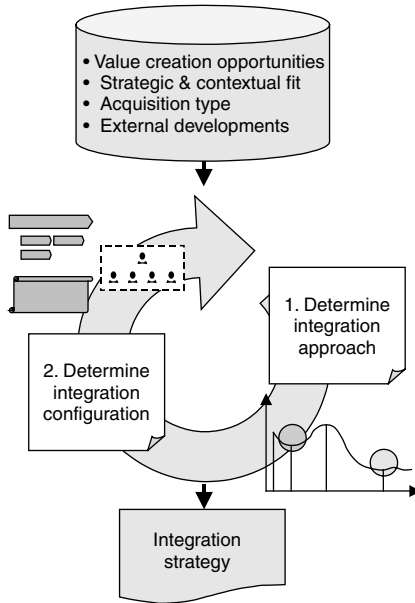 • Value creation opportunities
• Strategic & contextual fit
• Acquisition type
• External developments
1. Determine
integration
approach
2. Determine
integration
configuration
Integration
strategy